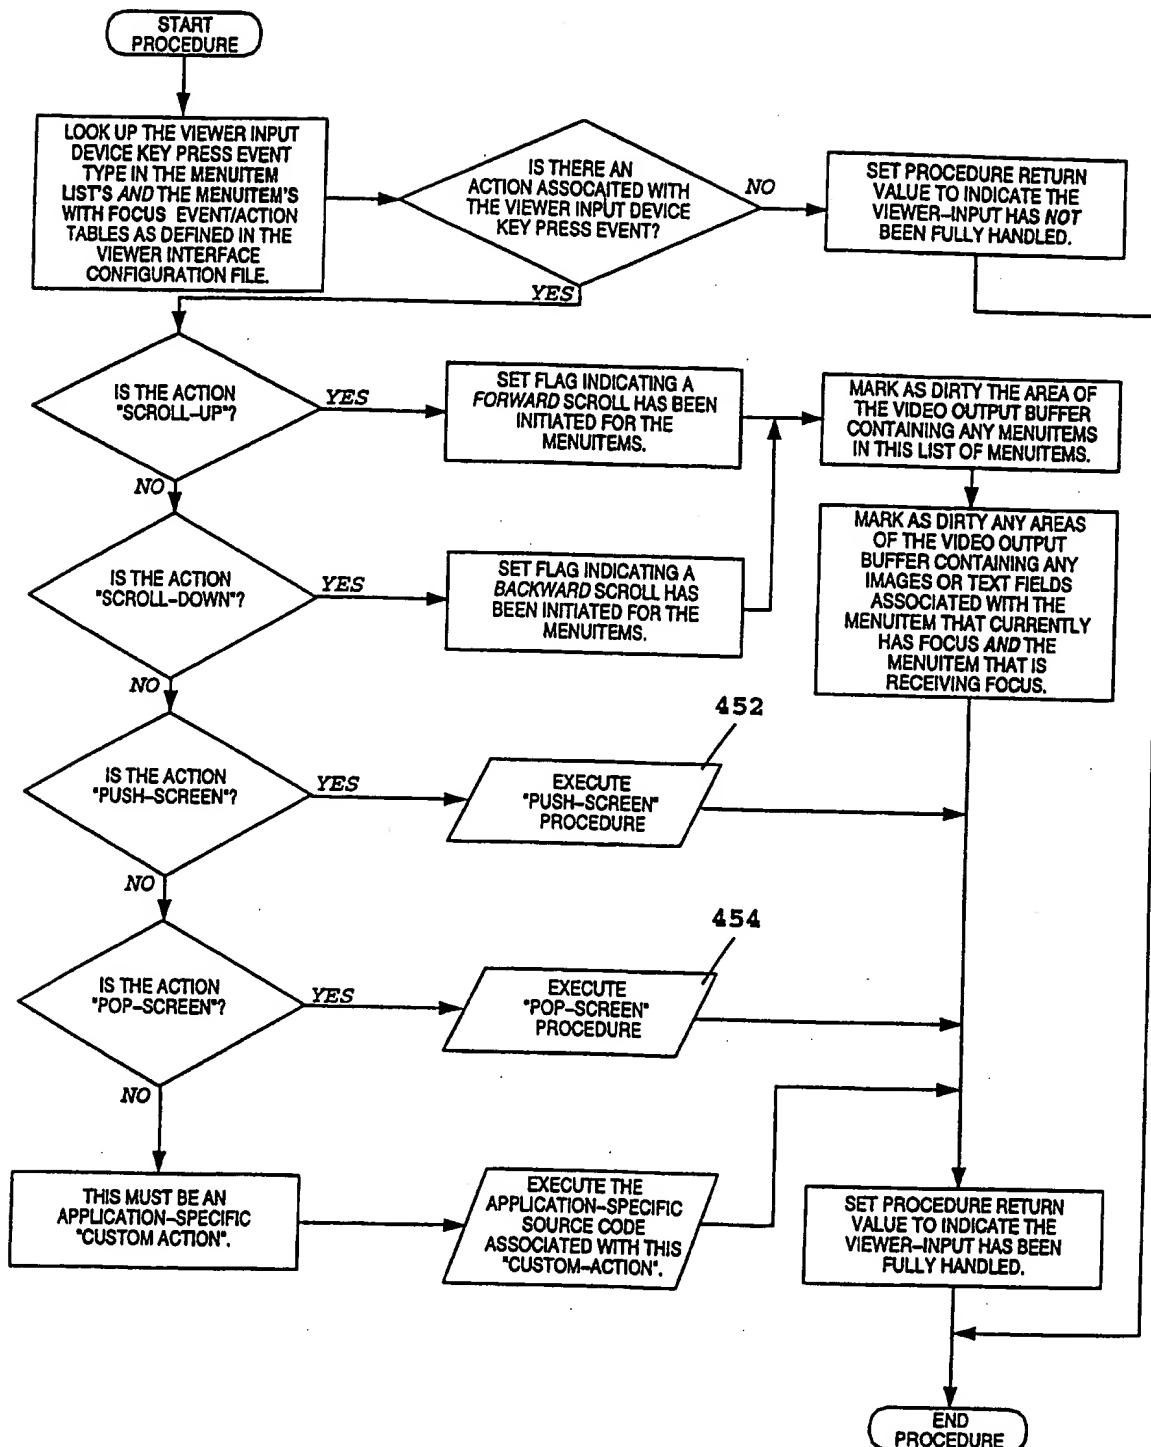 START
PROCEDURE
LOOK UP THE VIEWER INPUT
DEVICE KEY PRESS EVENT
TYPE IN THE MENUITEM
LIST'S AND THE MENUITEM'S
WITH FOCUS EVENT/ACTION
TABLES AS DEFINED IN THE
VIEWER INTERFACE
CONFIGURATION FILE.
IS THERE AN
ACTION ASSOCAITED WITH
THE VIEWER INPUT DEVICE
KEY PRESS EVENT?
NO
SET PROCEDURE RETURN
VALUE TO INDICATE THE
VIEWER-INPUT HAS NOT
BEEN FULLY HANDLED.
YES
IS THE ACTION
"SCROLL-UP"?
YES
SET FLAG INDICATING A
FORWARD SCROLL HAS BEEN
INITIATED FOR THE
MENUITEMS.
MARK AS DIRTY THE AREA OF
THE VIDEO OUTPUT BUFFER
CONTAINING ANY MENUITEMS
IN THIS LIST OF MENUITEMS.
NO
IS THE ACTION
"SCROLL-DOWN"?
YES
SET FLAG INDICATING A
BACKWARD SCROLL HAS
BEEN INITIATED FOR THE
MENUITEMS.
MARK AS DIRTY ANY AREAS
OF THE VIDEO OUTPUT
BUFFER CONTAINING ANY
IMAGES OR TEXT FIELDS
ASSOCIATED WITH THE
MENUITEM THAT CURRENTLY
HAS FOCUS AND THE
MENUITEM THAT IS
RECEIVING FOCUS.
NO
IS THE ACTION
"PUSH-SCREEN"?
YES
452
EXECUTE
"PUSH-SCREEN"
PROCEDURE
NO
IS THE ACTION
"POP-SCREEN"?
YES
454
EXECUTE
"POP-SCREEN"
PROCEDURE
NO
THIS MUST BE AN
APPLICATION-SPECIFIC
"CUSTOM ACTION".
EXECUTE THE
APPLICATION-SPECIFIC
SOURCE CODE
ASSOCIATED WITH THIS
"CUSTOM-ACTION".
SET PROCEDURE RETURN
VALUE TO INDICATE THE
VIEWER-INPUT HAS BEEN
FULLY HANDLED.
END
PROCEDURE